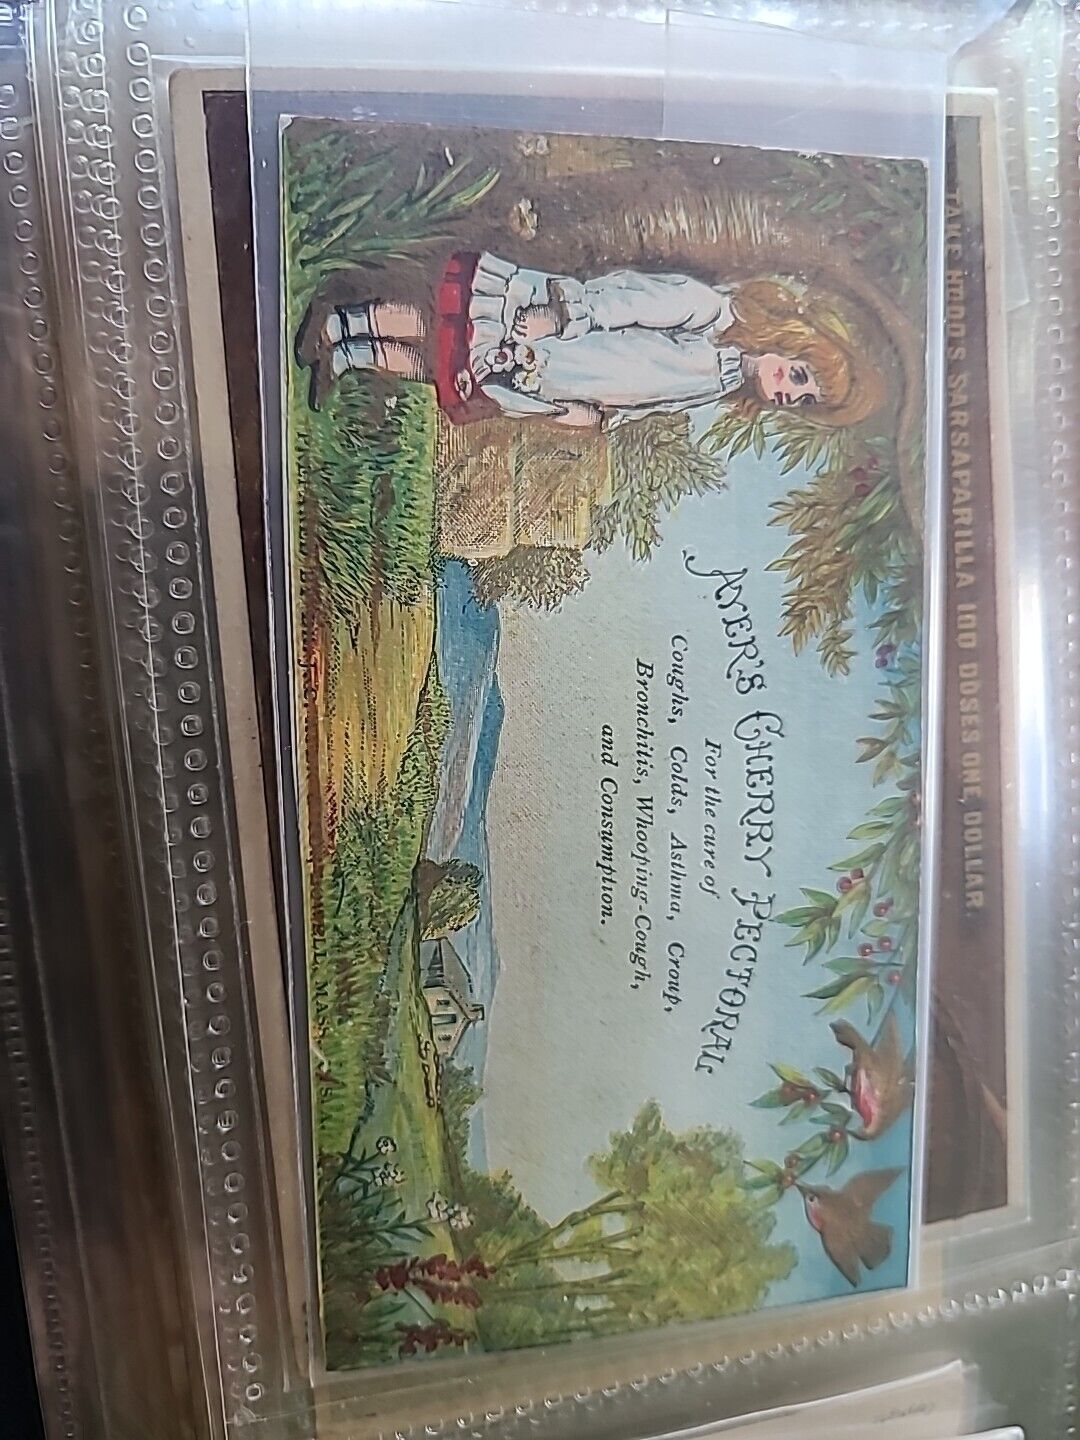 AYER'S CHERRY PECTORAL
For the cure of
Coughs, Colds, Asthma, Croup,
Bronchitis, Whooping-Cough,
and Consumption.
TAKE HOOD'S SARSAPARILLA 100 DOSES ONE DOLLAR.
MASS.